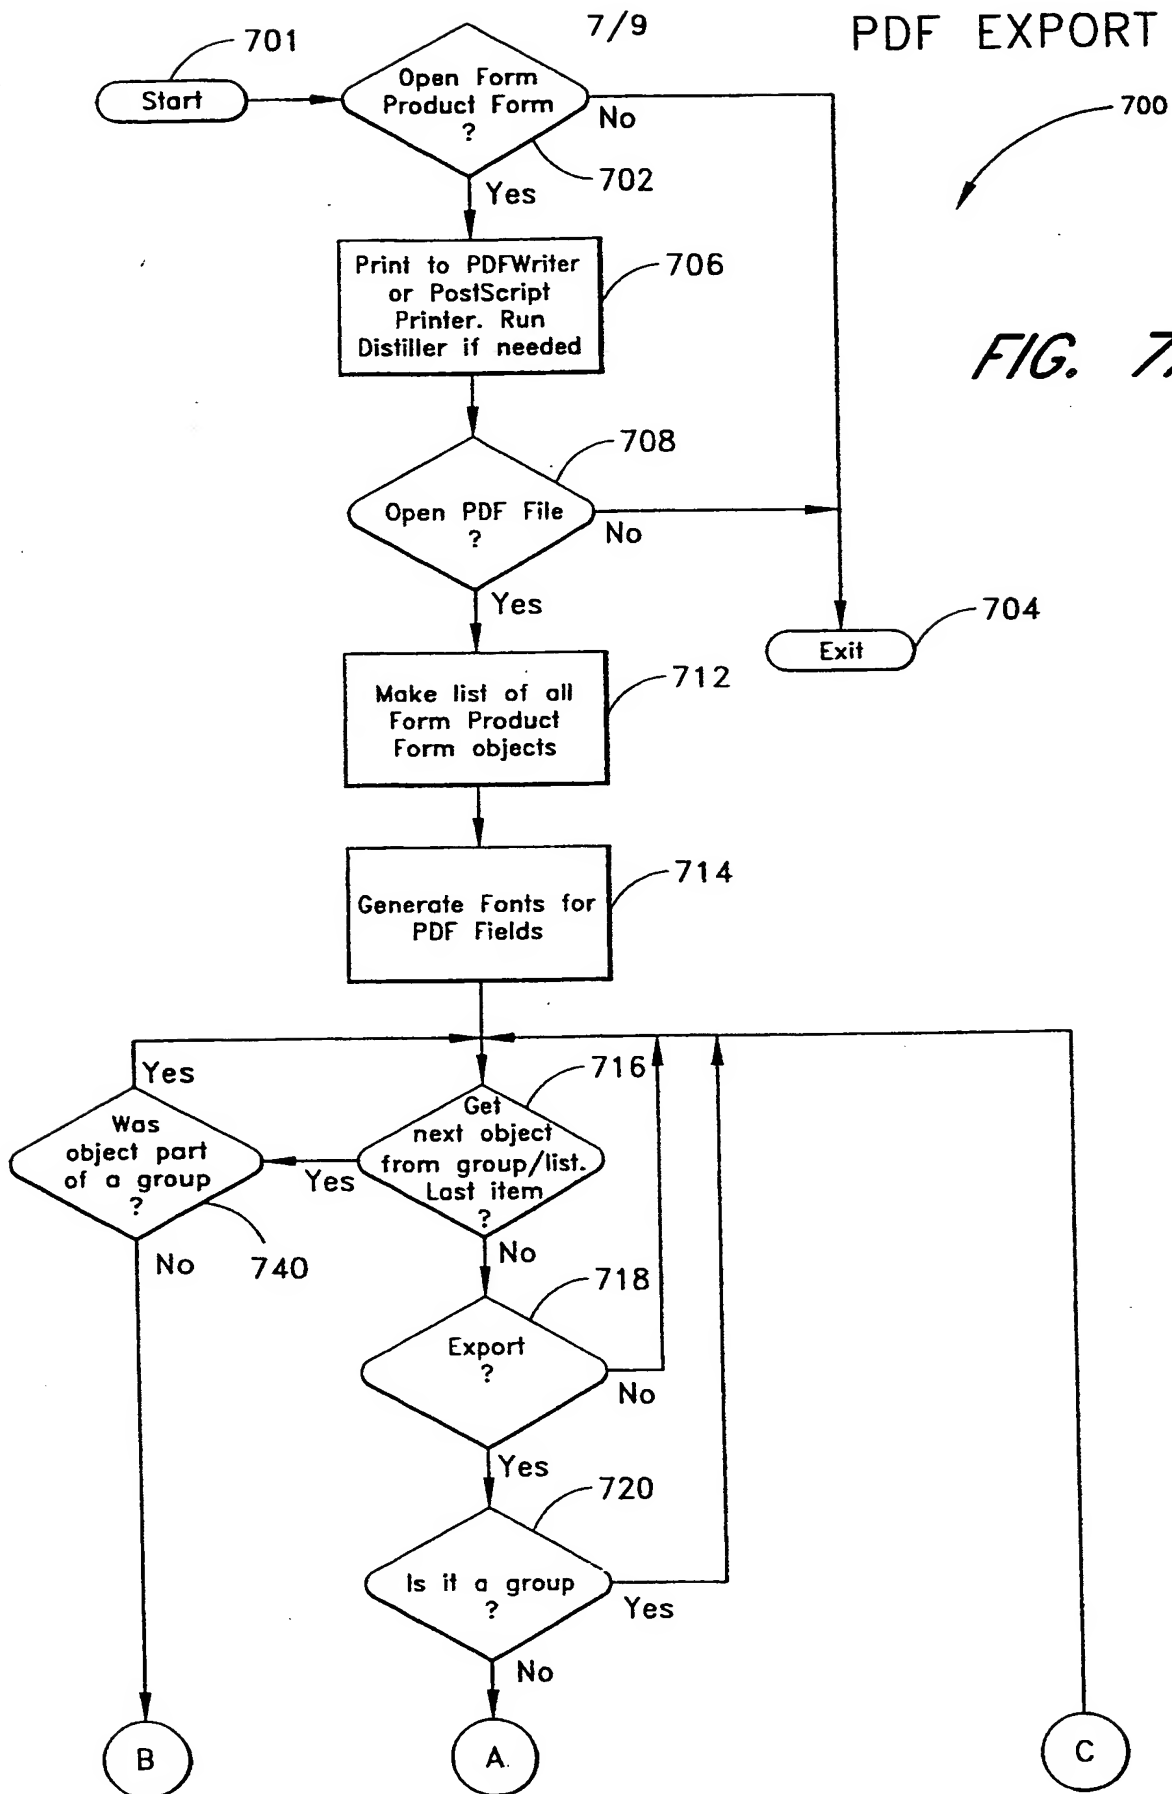 7/9
PDF EXPORT
701
Start
Open Form
Product Form
?
No
702
Yes
700
Print to PDFWriter
or PostScript
Printer. Run
Distiller if needed
706
FIG. 7
708
Open PDF File
?
No
Yes
704
Exit
Make list of all
Form Product
Form objects
712
Generate Fonts for
PDF Fields
714
Yes
716
Was
object part
of a group
?
Yes
Get
next object
from group/list.
Last item
?
No
740
No
718
Export
?
No
Yes
720
Is it a group
?
Yes
No
B
A
C